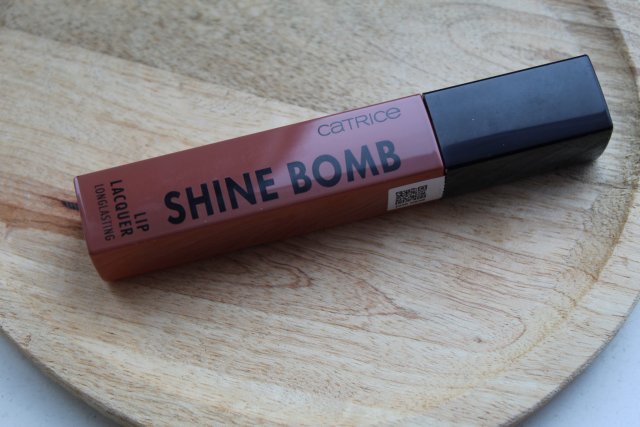 CATRICE
SHINE BOMB
LIP
LACQUER
LONGLASTING